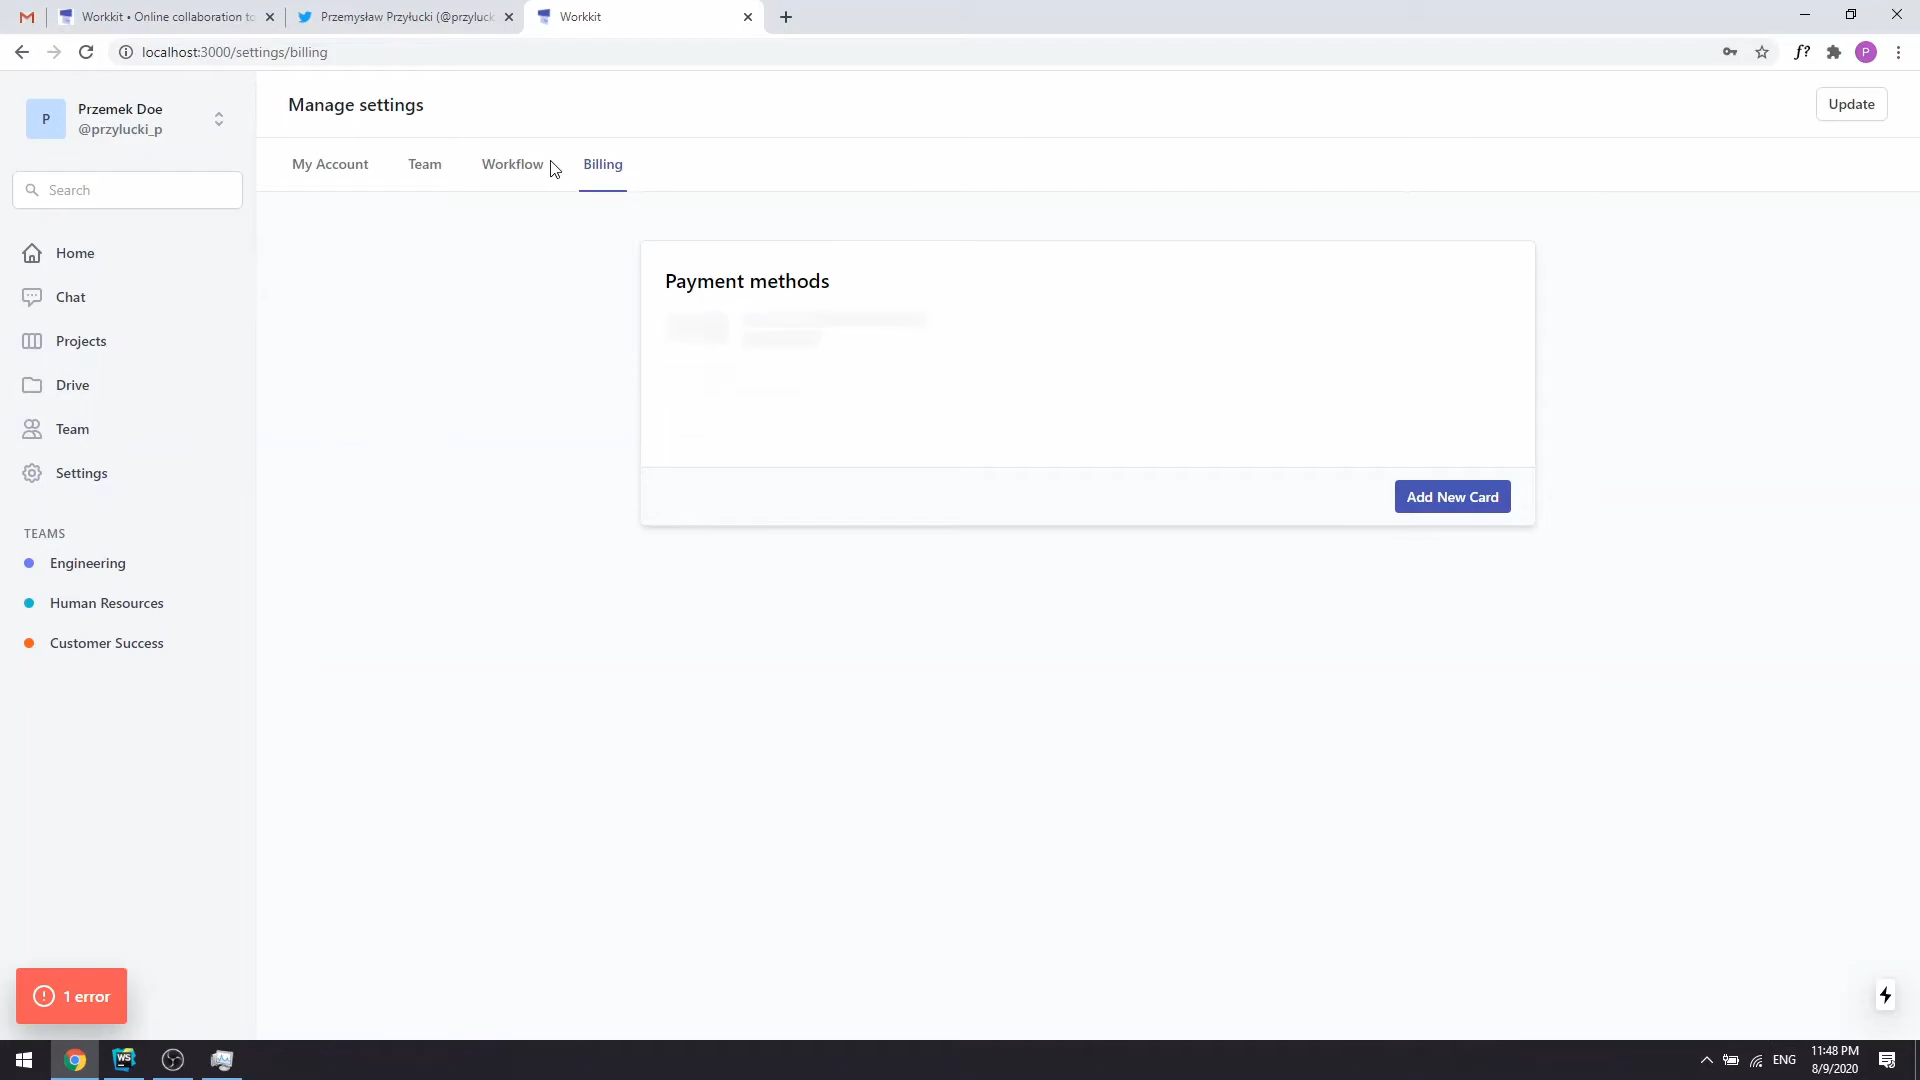 Workkit • Online collaboration to
Przemysław Przyłucki (@przyluck
Workkit
localhost:3000/settings/billing
f?
P
P
Przemek Doe
@przylucki_p
Search
Home
Chat
Projects
Drive
Team
Settings
TEAMS
Engineering
Human Resources
Customer Success
1 error
Manage settings
Update
My Account
Team
Workflow
Billing
Payment methods
Add New Card
WS
ENG
11:48 PM
8/9/2020